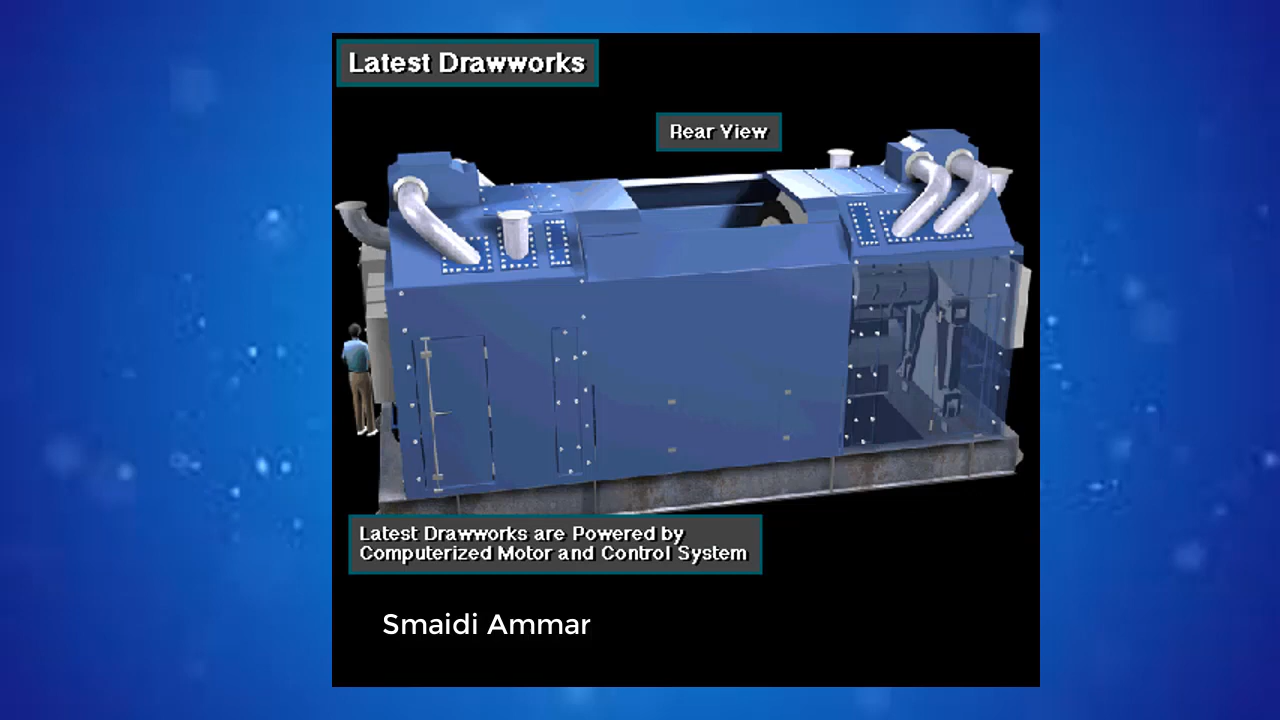 Latest Drawworks
Rear View
Latest Drawworks are Powered by
Computerized Motor and Control System
Smaidi Ammar